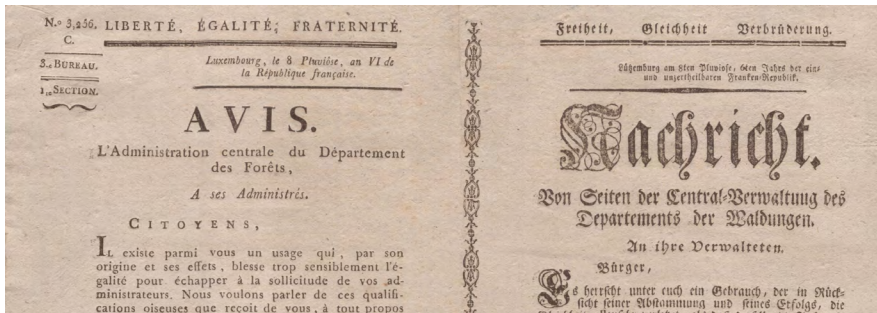 N.º 3,256.
C.
3.e BUREAU.
1.re SECTION.
LIBERTÉ, ÉGALITÉ, FRATERNITÉ.
Luxembourg, le 8 Pluviôse, an VI de
la République française.
AVIS.
L'Administration centrale du Département
des Forêts,
A ses Administrés.
CITOYENS,
IL existe parmi vous un usage qui, par son
origine et ses effets, blesse trop sensiblement l'é-
galité pour échapper à la sollicitude de vos ad-
ministrateurs. Nous voulons parler de ces qualifi-
cations oiseuses que reçoit de vous, à tout propos
Freiheit, Gleichheit Verbrüderung.
Lützemburg am 8ten Pluviose, 6ten Jahrs der ein-
und unzertheilbaren Franken-Republik.
Nachricht.
Von Seiten der Central-Verwaltung des
Departements der Waldungen.
An ihre Verwalteten.
Bürger,
Es herrscht unter euch ein Gebrauch, der in Rück-
sicht seiner Abstammung und seines Erfolgs, die